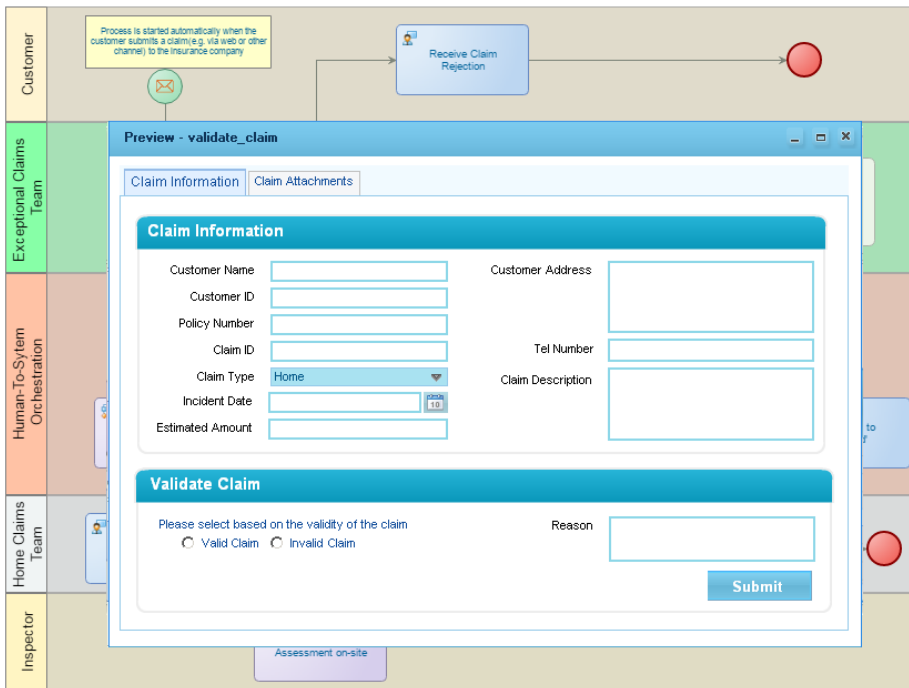 Customer
Process is started automatically when the
customer submits a claim(e.g. via web or other
channel) to the insurance company
Receive Claim
Rejection
Exceptional Claims
Team
Human-To-Sytem
Orchestration
Home Claims
Team
Inspector
Preview - validate_claim
Claim Information
Claim Attachments
Claim Information
Customer Name
Customer ID
Policy Number
Claim ID
Claim Type
Home
Incident Date
10
Estimated Amount
Customer Address
Tel Number
Claim Description
Validate Claim
Please select based on the validity of the claim
Valid Claim
Invalid Claim
Reason
Submit
to
Assessment on-site